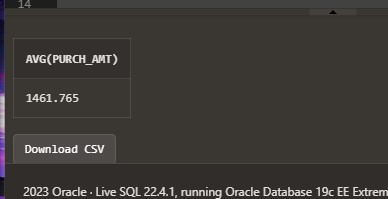 14
AVG(PURCH_AMT)
1461.765
Download CSV
2023 Oracle · Live SQL 22.4.1, running Oracle Database 19c EE Extrem